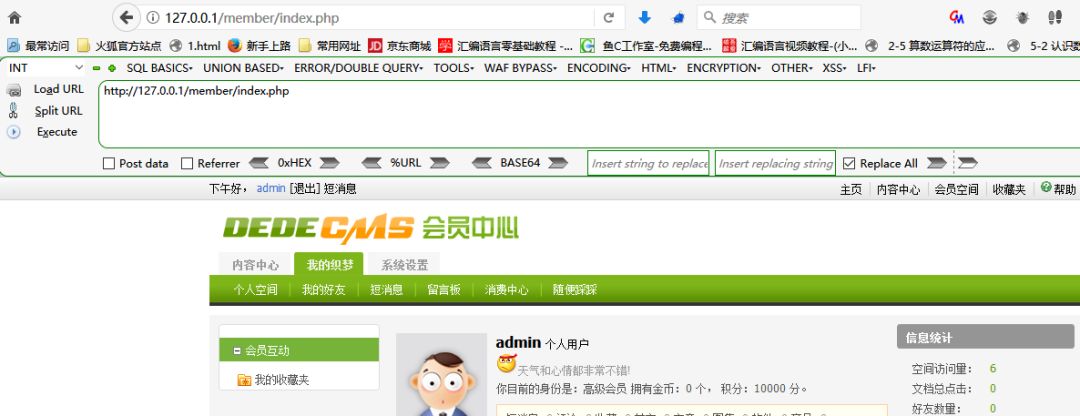 127.0.0.1/member/index.php 搜索
最常访问 火狐官方站点 1.html 新手上路 常用网址 JD 京东商城 汇编语言零基础教程 -... 鱼C工作室-免费编程... 汇编语言视频教程-(小... 2-5 算数运算符的应... 5-2 认识数
INT SQL BASICS UNION BASED ERROR/DOUBLE QUERY TOOLS WAF BYPASS ENCODING HTML ENCRYPTION OTHER XSS LFI
Load URL http://127.0.0.1/member/index.php
Split URL
Execute
Post data Referrer 0xHEX %URL BASE64 Insert string to replace Insert replacing string Replace All
下午好， admin [退出] 短消息 主页 内容中心 会员空间 收藏夹 帮助
DEDECMS 会员中心
内容中心 我的织梦 系统设置
个人空间 我的好友 短消息 留言板 消费中心 随便踩踩
会员互动
我的收藏夹
admin 个人用户
天气和心情都非常不错!
你目前的身份是：高级会员 拥有金币：0 个， 积分：10000 分。
信息统计
空间访问量： 6
文档总点击： 0
好友数量： 0